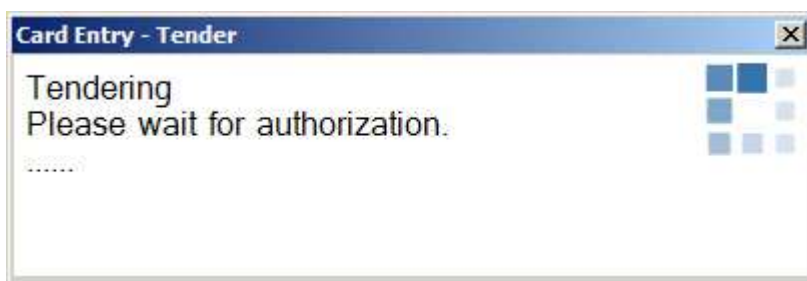 Card Entry - Tender
Tendering
Please wait for authorization.
......